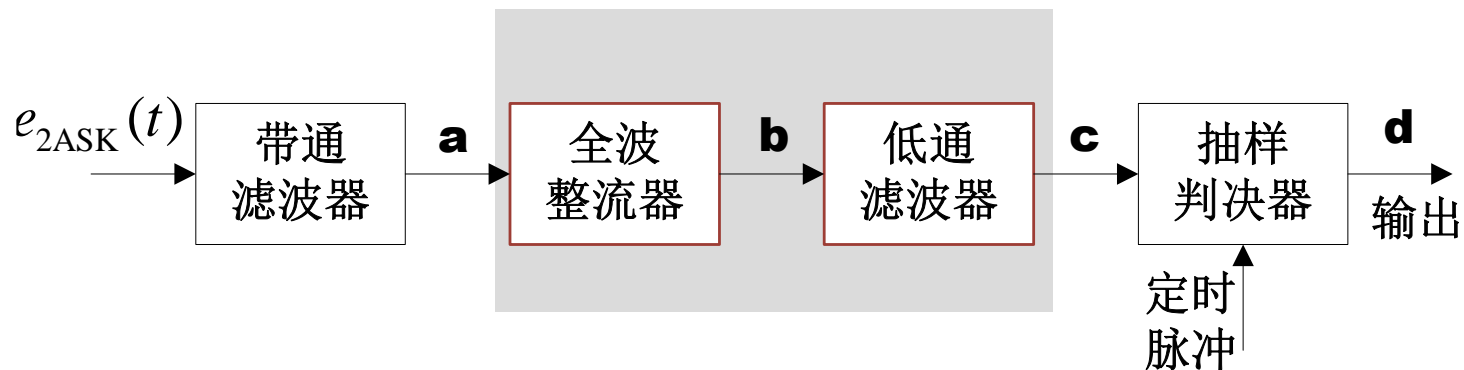 e2ASK(t)
带通
滤波器
a
全波
整流器
b
低通
滤波器
c
抽样
判决器
d
输出
定时
脉冲